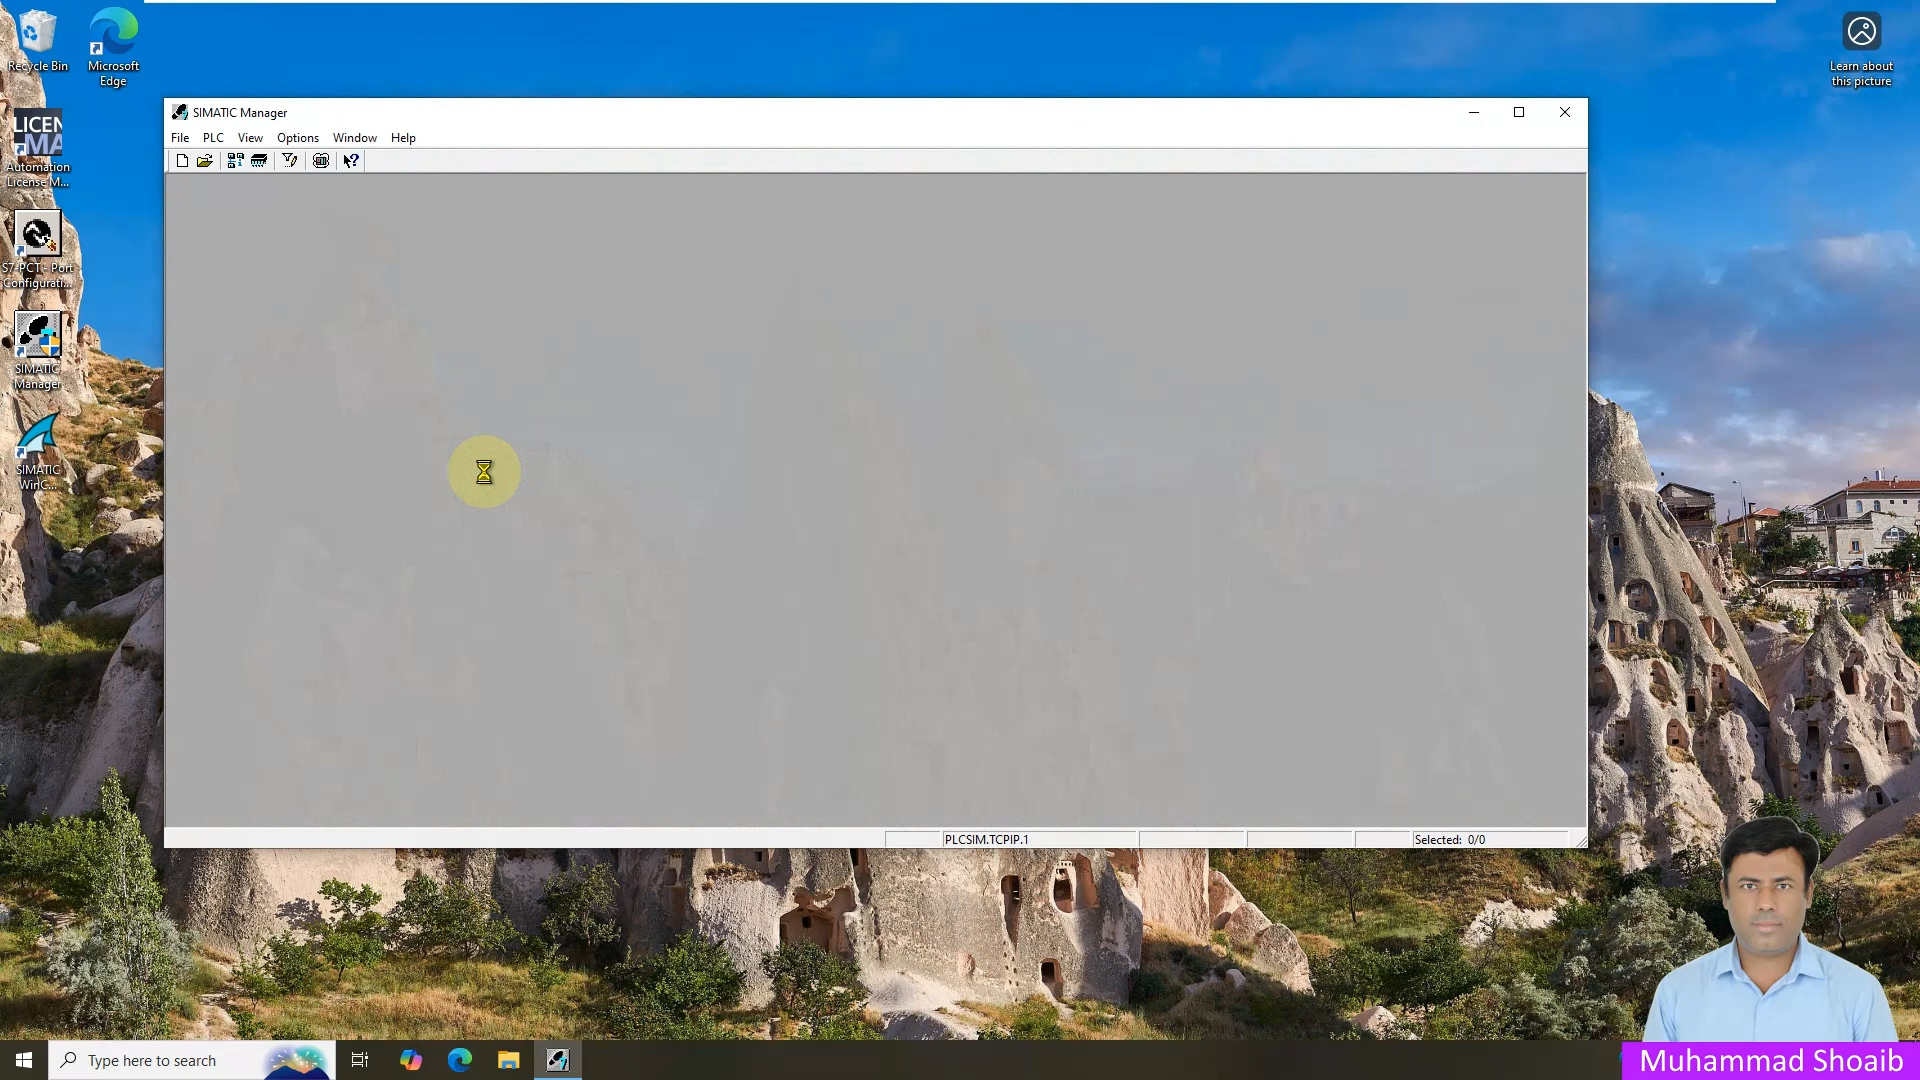 Recycle Bin
Microsoft
Edge
Learn about
this picture
LICEN
MA
Automation
License M...
S7-PCT - Port
Configurati...
SIMATIC
Manager
SIMATIC
WinC...
SIMATIC Manager
File PLC View Options Window Help
PLCSIM.TCPIP.1
Selected: 0/0
Type here to search
Muhammad Shoaib